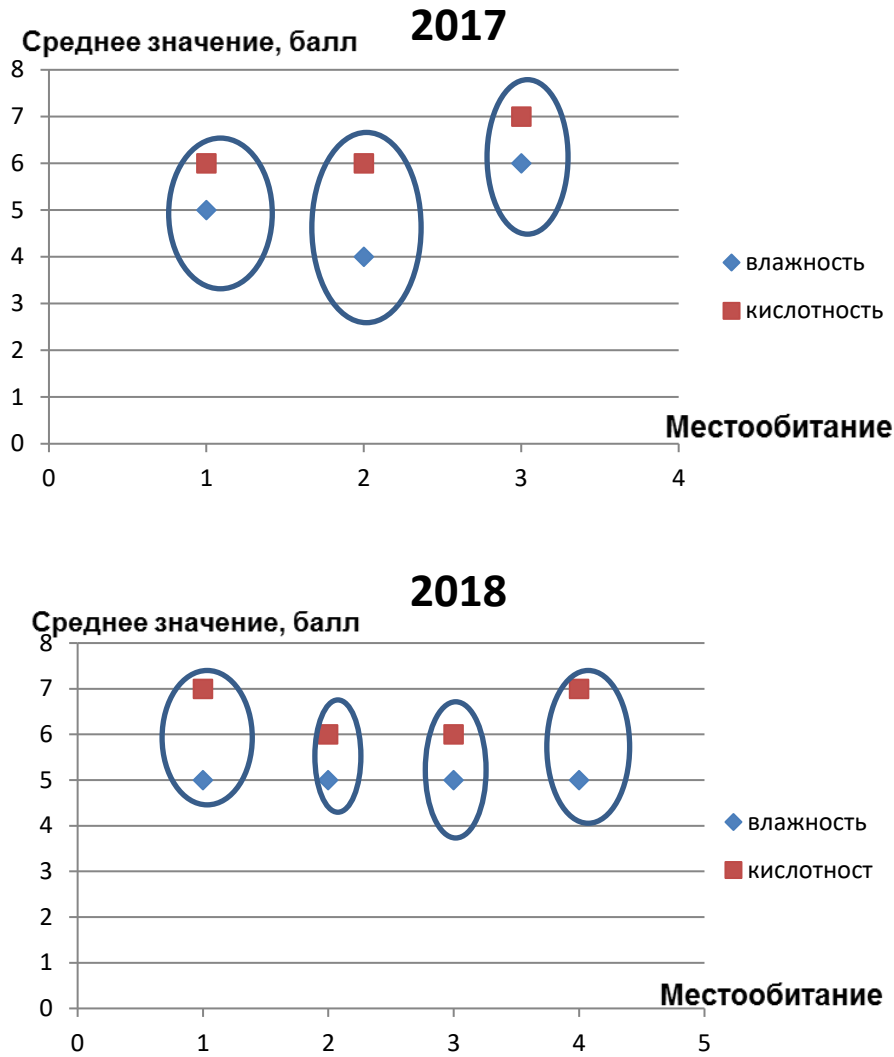 2017
Среднее значение, балл
8
7
6
5
4
3
2
1
0
влажность
кислотность
Местообитание
0 1 2 3 4
2018
Среднее значение, балл
8
7
6
5
4
3
2
1
0
влажность
кислотност
Местообитание
0 1 2 3 4 5